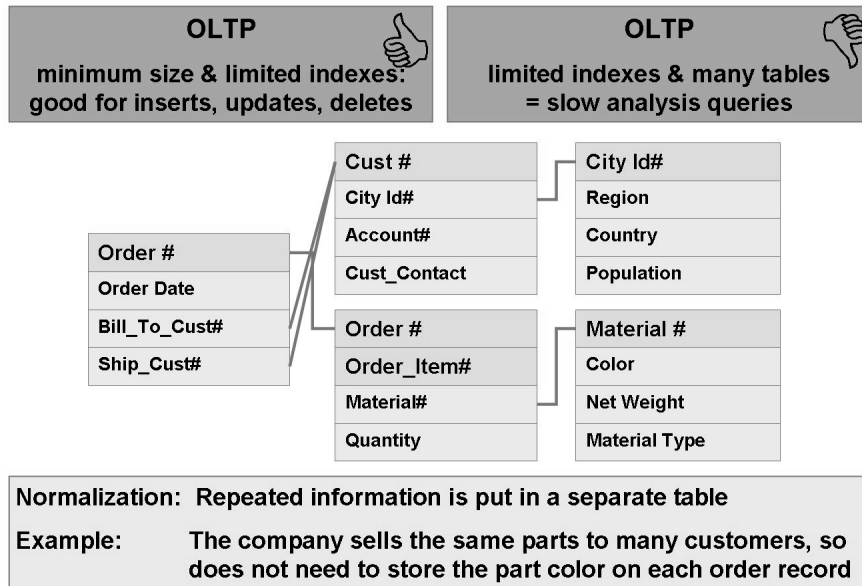 OLTP
minimum size & limited indexes:
good for inserts, updates, deletes
OLTP
limited indexes & many tables
= slow analysis queries
Order #
Order Date
Bill_To_Cust#
Ship_Cust#
Cust #
City Id#
Account#
Cust_Contact
City Id#
Region
Country
Population
Order #
Order_Item#
Material#
Quantity
Material #
Color
Net Weight
Material Type
Normalization: Repeated information is put in a separate table
Example: The company sells the same parts to many customers, so
does not need to store the part color on each order record